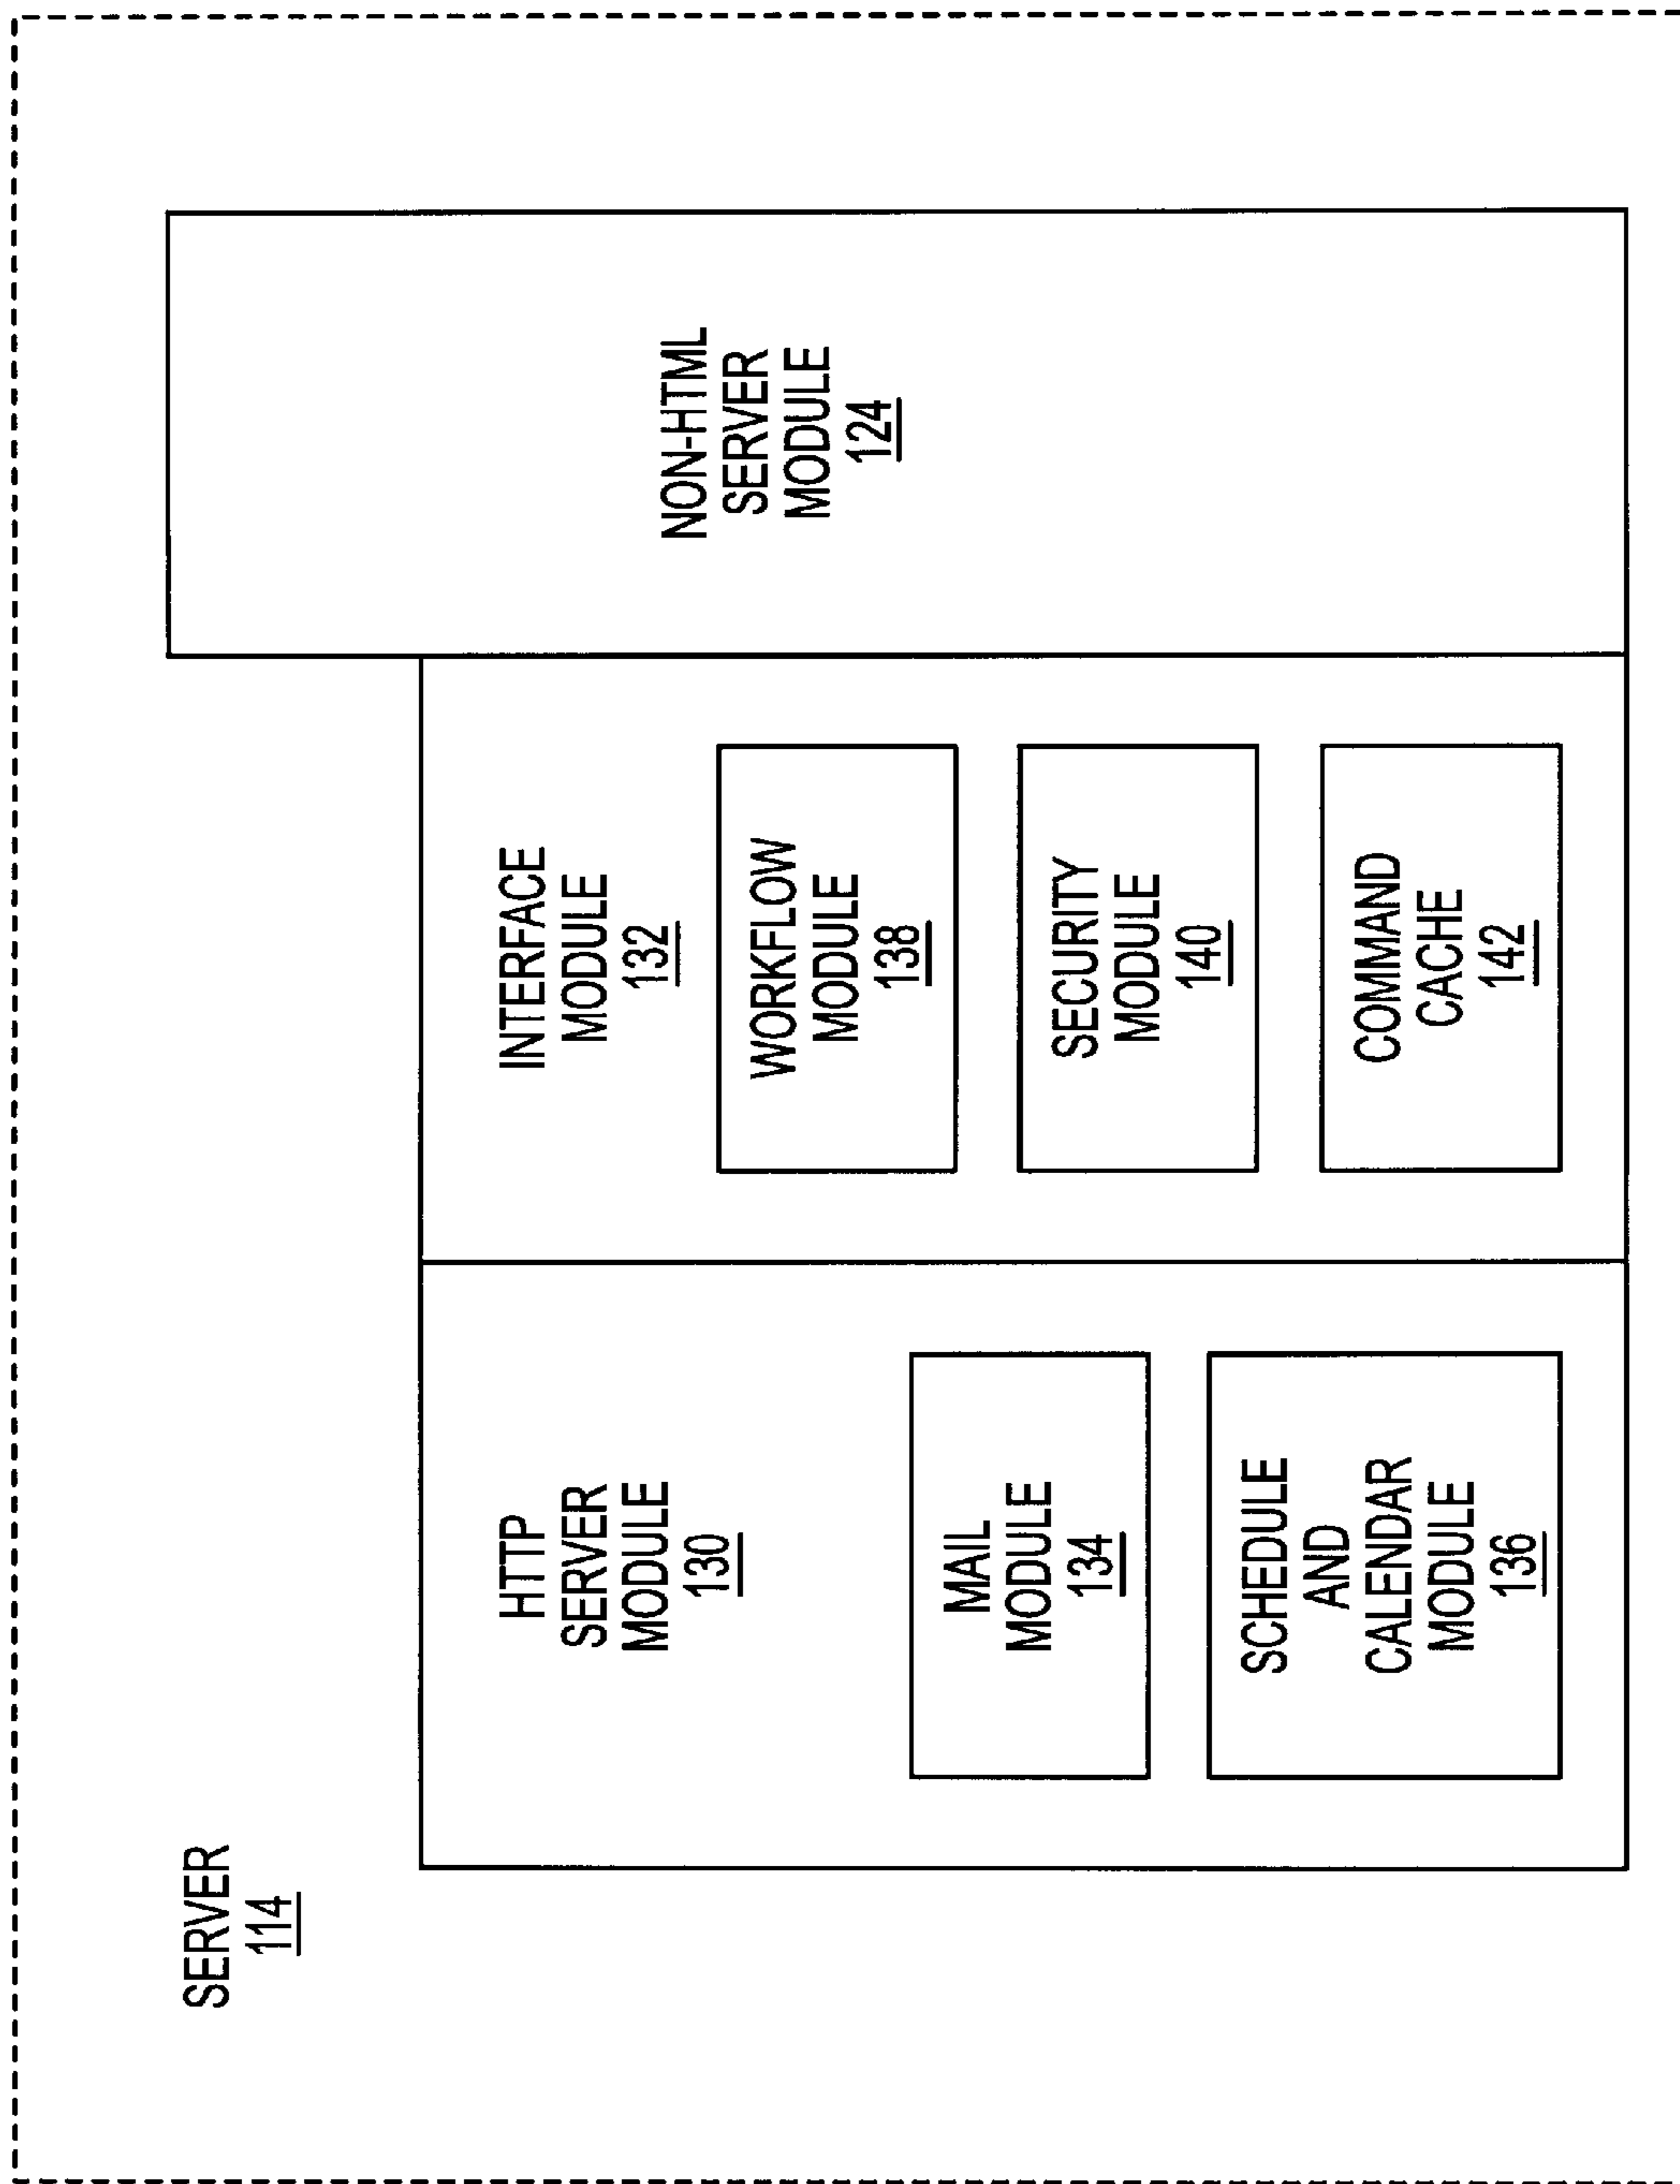 SERVER
114
HTTP
SERVER
MODULE
130
MAIL
MODULE
134
SCHEDULE
AND
CALENDAR
MODULE
136
INTERFACE
MODULE
132
WORKFLOW
MODULE
138
SECURITY
MODULE
140
COMMAND
CACHE
142
NON-HTML
SERVER
MODULE
124